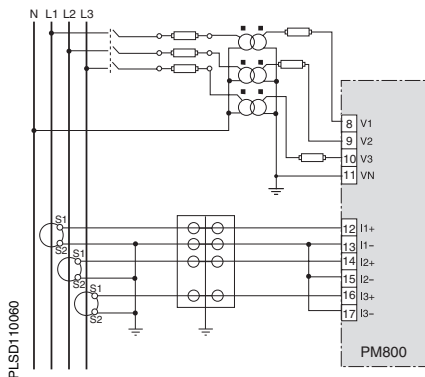 N L1 L2 L3
8 V1
9 V2
10 V3
11 VN
S1
S2
S1
S2
S1
S2
12 I1+
13 I1−
14 I2+
15 I2−
16 I3+
17 I3−
PM800
PLSD110060